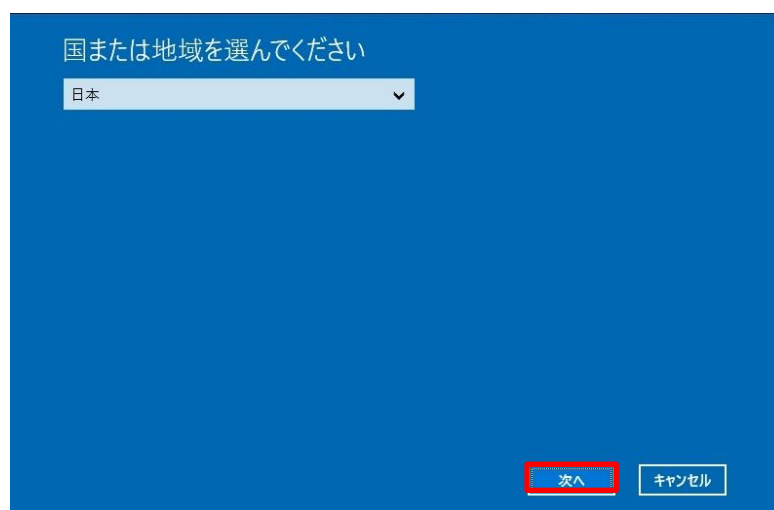 国または地域を選んでください
日本
次へ
キャンセル